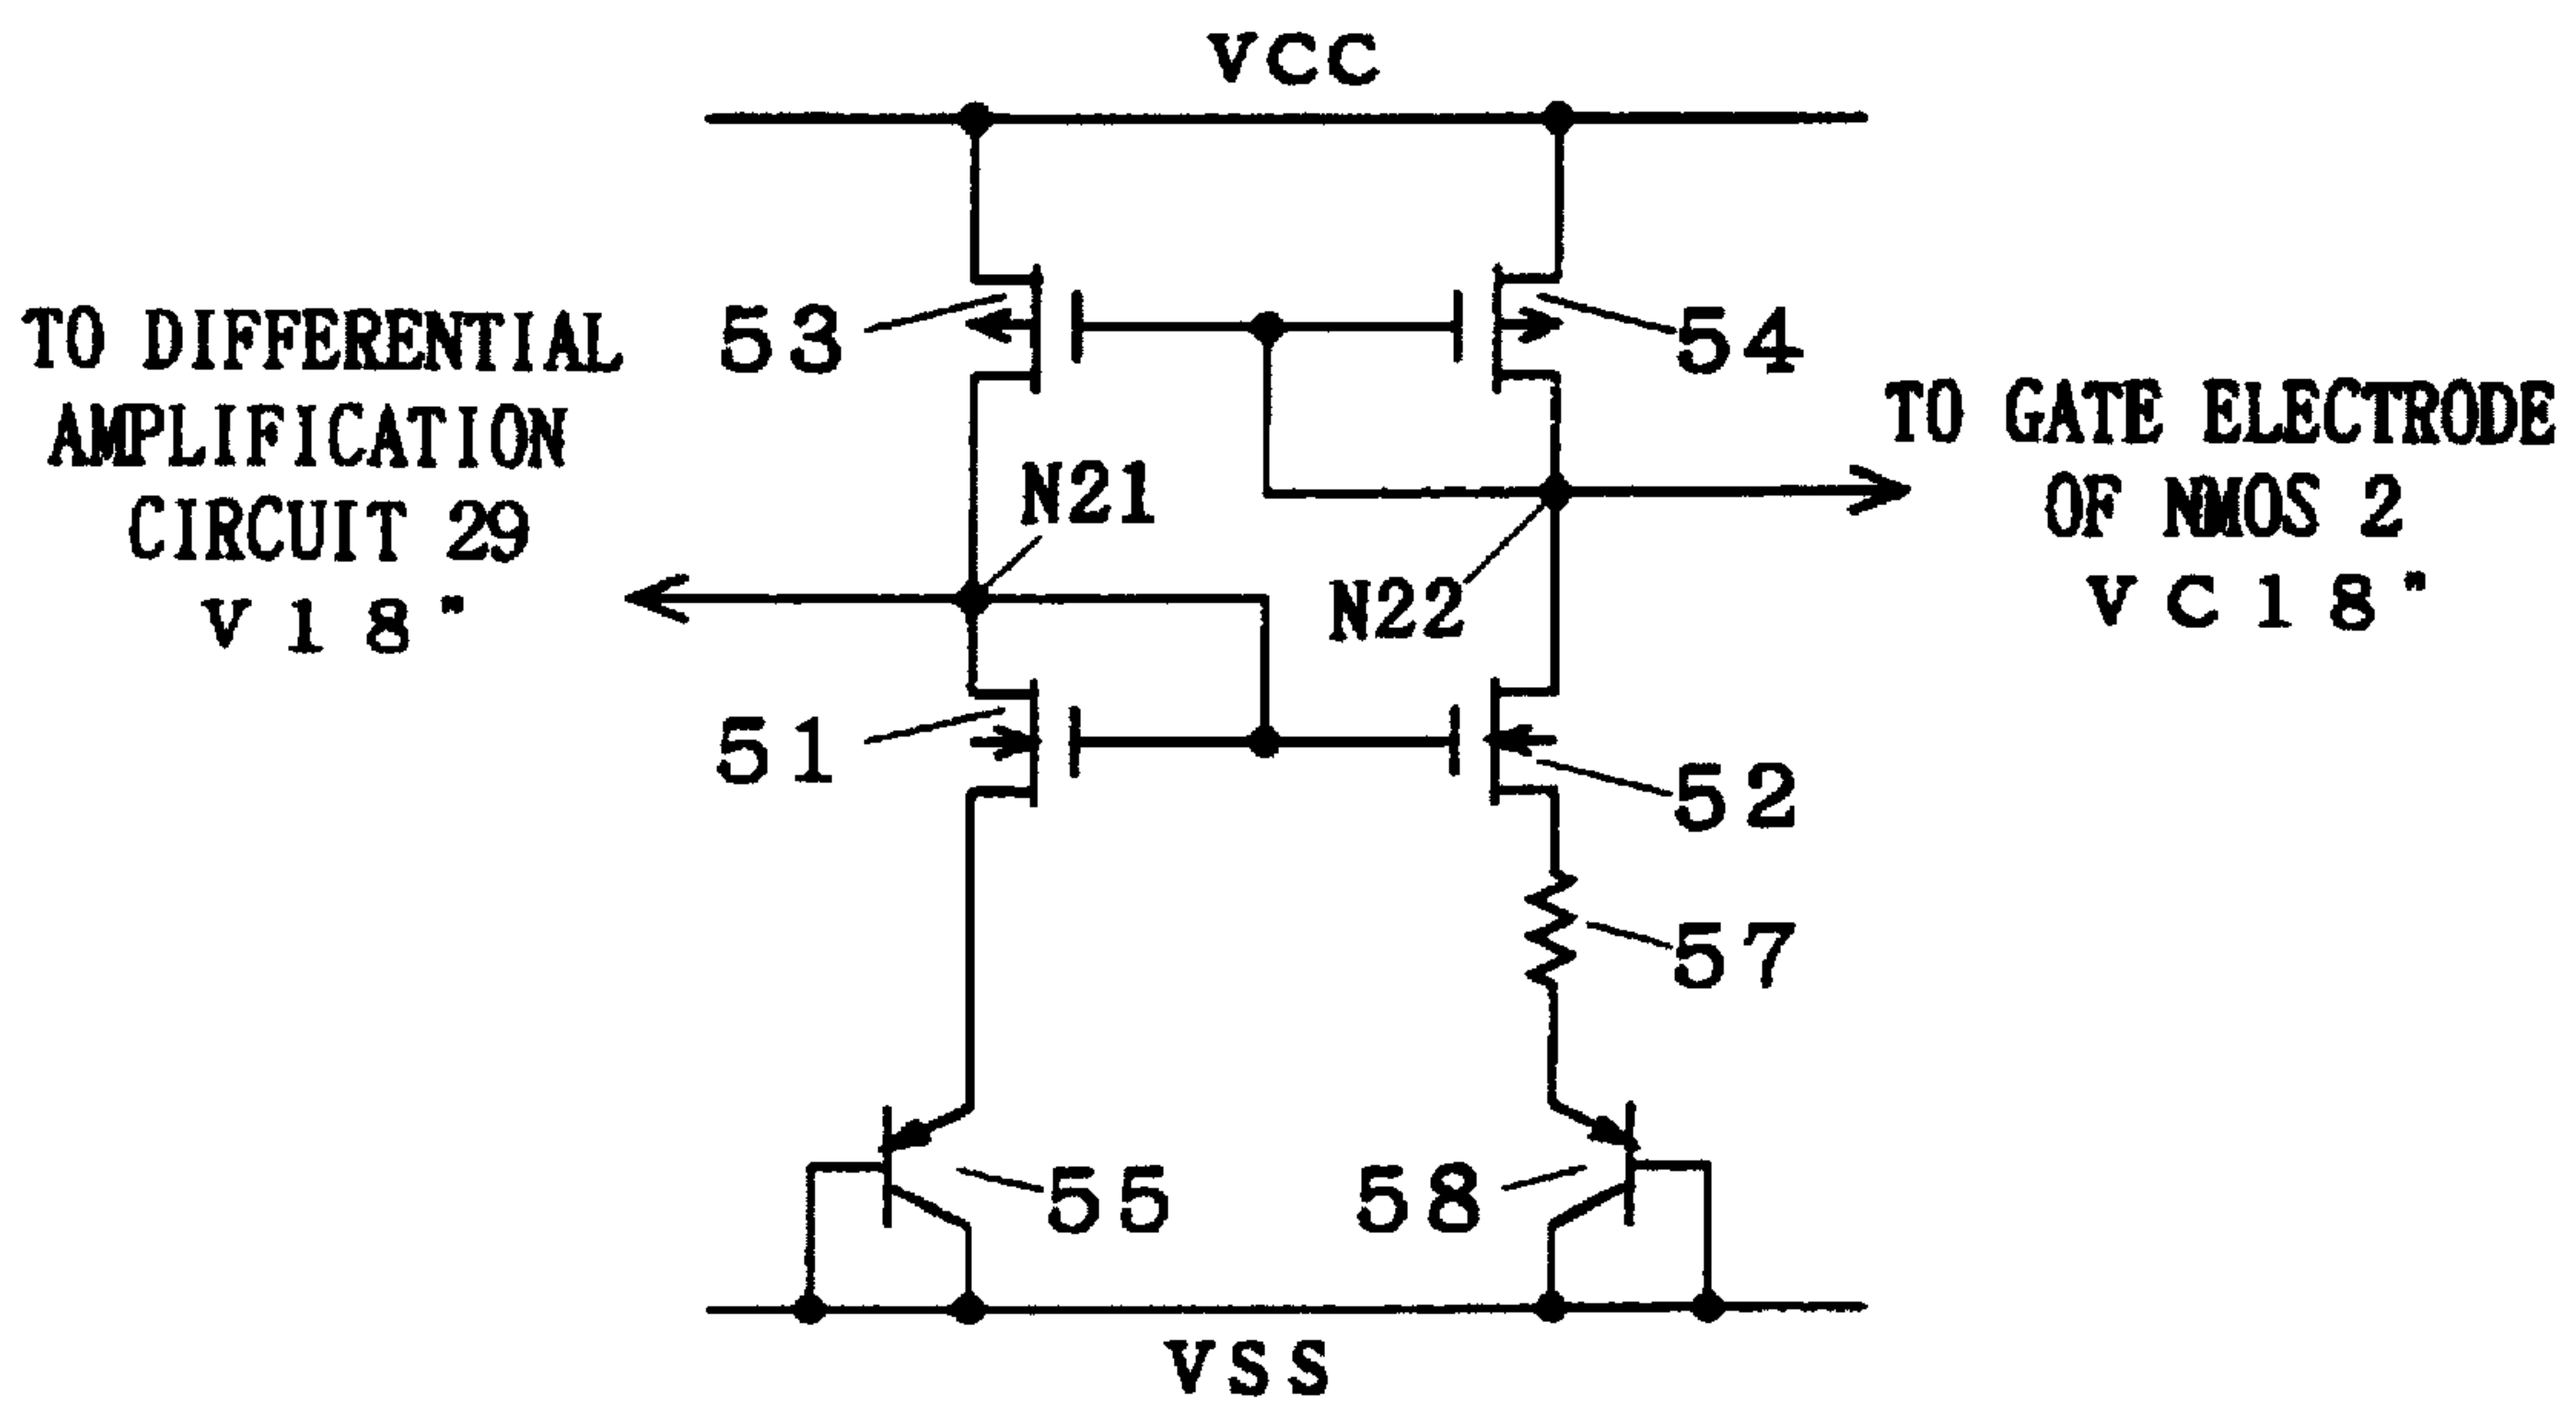 VCC
53
54
TO DIFFERENTIAL
AMPLIFICATION
CIRCUIT 29
V18"
TO GATE ELECTRODE
OF NMOS 2
VC18"
N21
N22
51
52
57
55
58
VSS